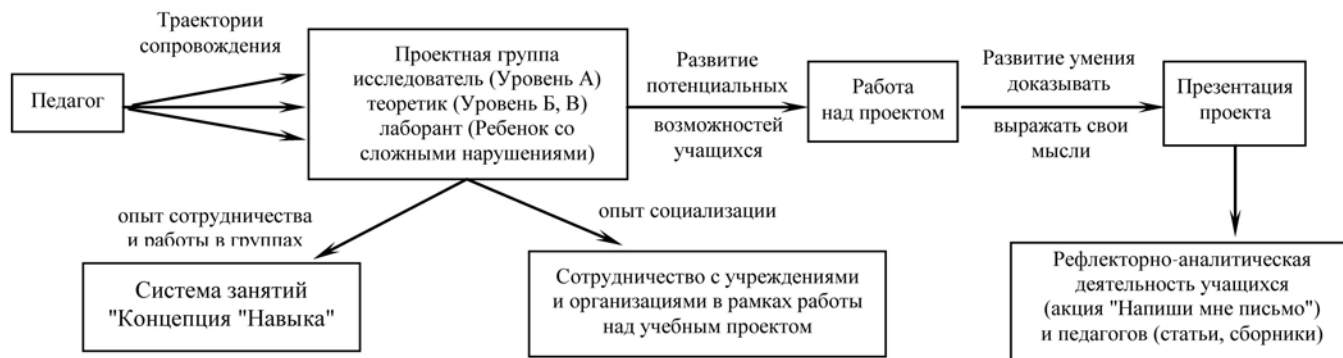 Траектории
сопровождения
Педагог
Проектная группа
исследователь (Уровень А)
теоретик (Уровень Б, В)
лаборант (Ребенок со
сложными нарушениями)
Развитие
потенциальных
возможностей
учащихся
Работа
над проектом
Развитие умения
доказывать
выражать свои
мысли
Презентация
проекта
опыт сотрудничества
и работы в группах
опыт социализации
Система занятий
"Концепция "Навыка"
Сотрудничество с учреждениями
и организациями в рамках работы
над учебным проектом
Рефлекторно-аналитическая
деятельность учащихся
(акция "Напиши мне письмо")
и педагогов (статьи, сборники)